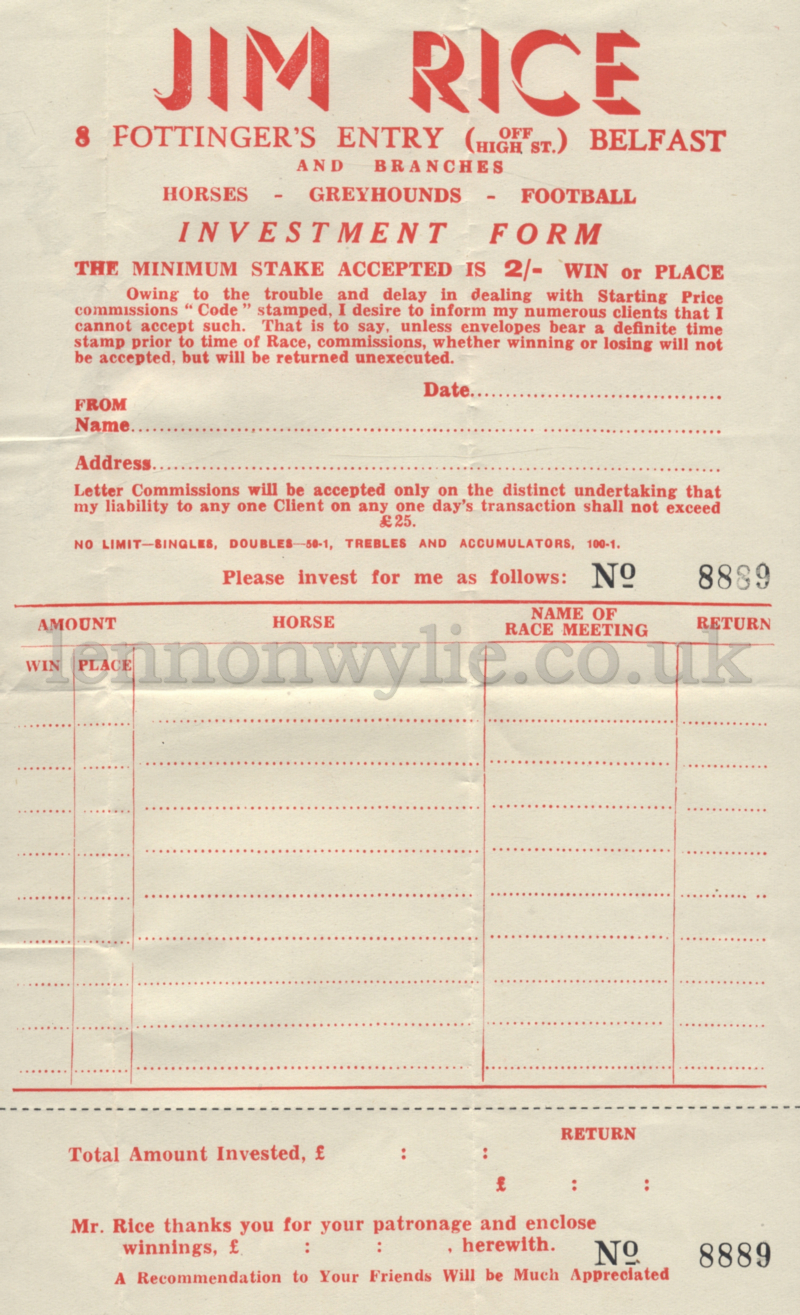 JIM RICE
8 FOTTINGER'S ENTRY (OFF HIGH ST.) BELFAST
AND BRANCHES
HORSES - GREYHOUNDS - FOOTBALL
INVESTMENT FORM
THE MINIMUM STAKE ACCEPTED IS 2/- WIN or PLACE
Owing to the trouble and delay in dealing with Starting Price
commissions "Code" stamped, I desire to inform my numerous clients that I
cannot accept such. That is to say, unless envelopes bear a definite time
stamp prior to time of Race, commissions, whether winning or losing will not
be accepted, but will be returned unexecuted.
Date
FROM
Name
Address
Letter Commissions will be accepted only on the distinct undertaking that
my liability to any one Client on any one day's transaction shall not exceed
£25.
NO LIMIT—SINGLES, DOUBLES—50-1, TREBLES AND ACCUMULATORS, 100-1.
Please invest for me as follows: Nº 8889
AMOUNT HORSE NAME OF RACE MEETING RETURN
WIN PLACE
lennonwylie.co.uk
RETURN
Total Amount Invested, £ : :
£ : :
Mr. Rice thanks you for your patronage and enclose
winnings, £ : : , herewith. Nº 8889
A Recommendation to Your Friends Will be Much Appreciated